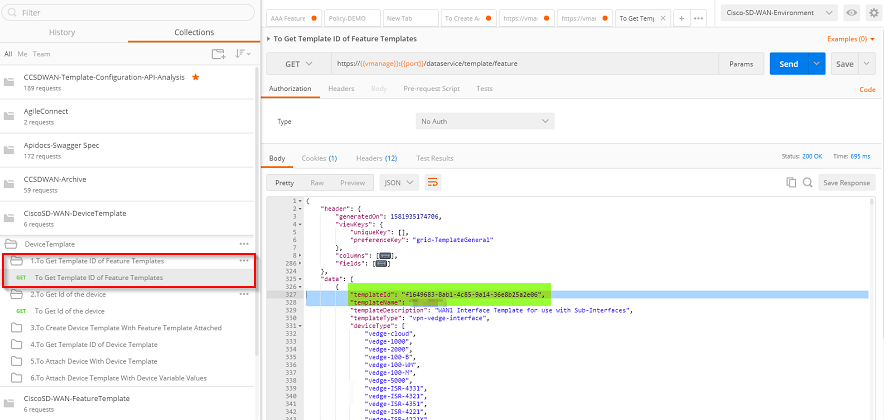 Filter
History Collections
All Me Team
CCSDWAN-Template-Configuration-API-Analysis
189 requests
AgileConnect
2 requests
Apidocs-Swagger Spec
172 requests
CCSDWAN-Archive
59 requests
CiscoSD-WAN-DeviceTemplate
6 requests
DeviceTemplate
1.To Get Template ID of Feature Templates
GET To Get Template ID of Feature Templates
2.To Get Id of the device
GET To Get Id of the device
3.To Create Device Template With Feature Template Attached
4.To Get Template ID of Device Template
5.To Attach Device With Device Template
6.To Attach Device Template With Device Variable Values
CiscoSD-WAN-FeatureTemplate
6 requests
AAA Feature Policy-DEMO New Tab To Create A https://vma https://vma To Get Temp
Cisco-SD-WAN-Environment
To Get Template ID of Feature Templates
Examples (0)
GET https://{{vmanage}}:{{port}}/dataservice/template/feature Params Send Save
Authorization Headers Body Pre-request Script Tests Code
Type No Auth
Body Cookies (1) Headers (12) Test Results Status: 200 OK Time: 695 ms
Pretty Raw Preview JSON Save Response
1 {
2 "header": {
3 "generatedOn": 1581935174706,
4 "viewKeys": {
5 "uniqueKey": [],
6 "preferenceKey": "grid-TemplateGeneral"
7 },
8 "columns": [ ],
286 "fields": [ ]
324 },
325 "data": [
326 {
327 "templateId": "f1649683-0ab1-4c85-9a14-36e8b25a2e06",
328 "templateName":
329 "templateDescription": "WAN1 Interface Template for use with Sub-Interfaces",
330 "templateType": "vpn-vedge-interface",
331 "deviceType": [
332 "vedge-cloud",
333 "vedge-1000",
334 "vedge-2000",
335 "vedge-100-B",
336 "vedge-100-WM",
337 "vedge-100-M",
338 "vedge-5000",
339 "vedge-ISR-4331",
340 "vedge-ISR-4321",
341 "vedge-ISR-4351",
342 "vedge-ISR-4221",